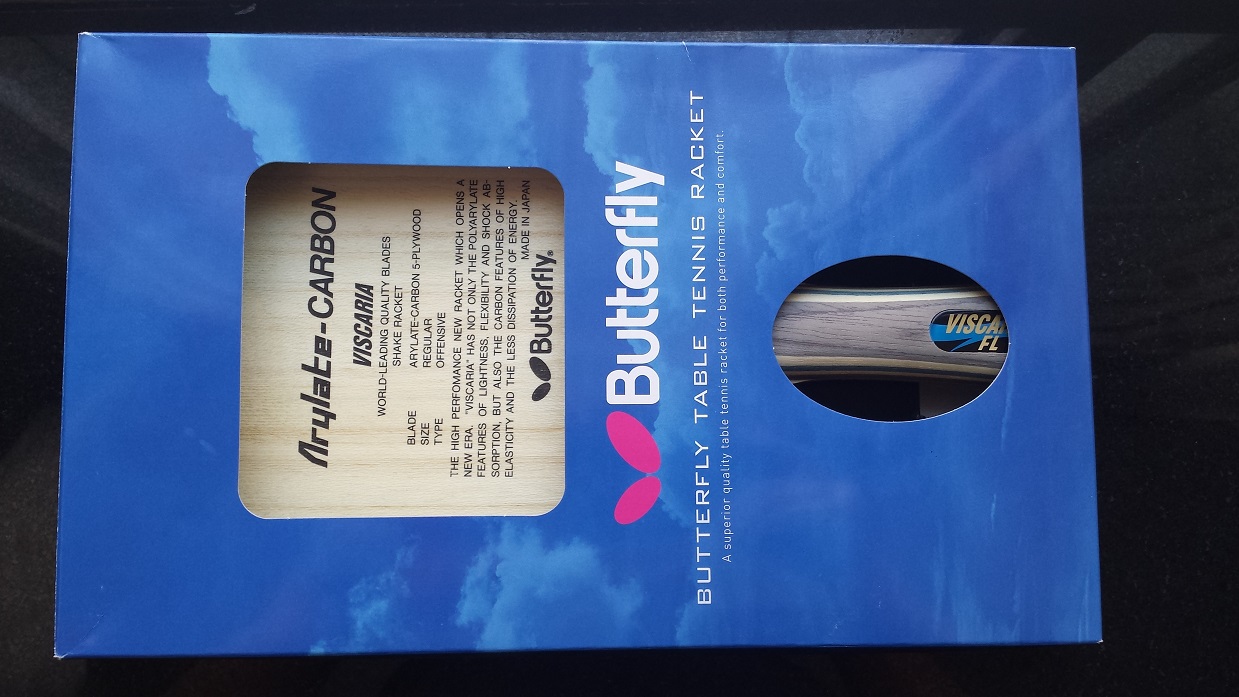 Arylate-CARBON
VISCARIA
WORLD-LEADING QUALITY BLADES
SHAKE RACKET
BLADE ARYLATE-CARBON 5-PLYWOOD
SIZE REGULAR
TYPE OFFENSIVE
THE HIGH PERFOMANCE NEW RACKET WHICH OPENS A
NEW ERA. "VISCARIA" HAS NOT ONLY THE POLYARYLATE
FEATURES OF LIGHTNESS, FLEXIBILITY AND SHOCK AB-
SORPTION, BUT ALSO THE CARBON FEATURES OF HIGH
ELASTICITY AND THE LESS DISSIPATION OF ENERGY.
MADE IN JAPAN
Butterfly®
Butterfly
BUTTERFLY TABLE TENNIS RACKET
A superior quality table tennis racket for both performance and comfort.
VISCA
FL